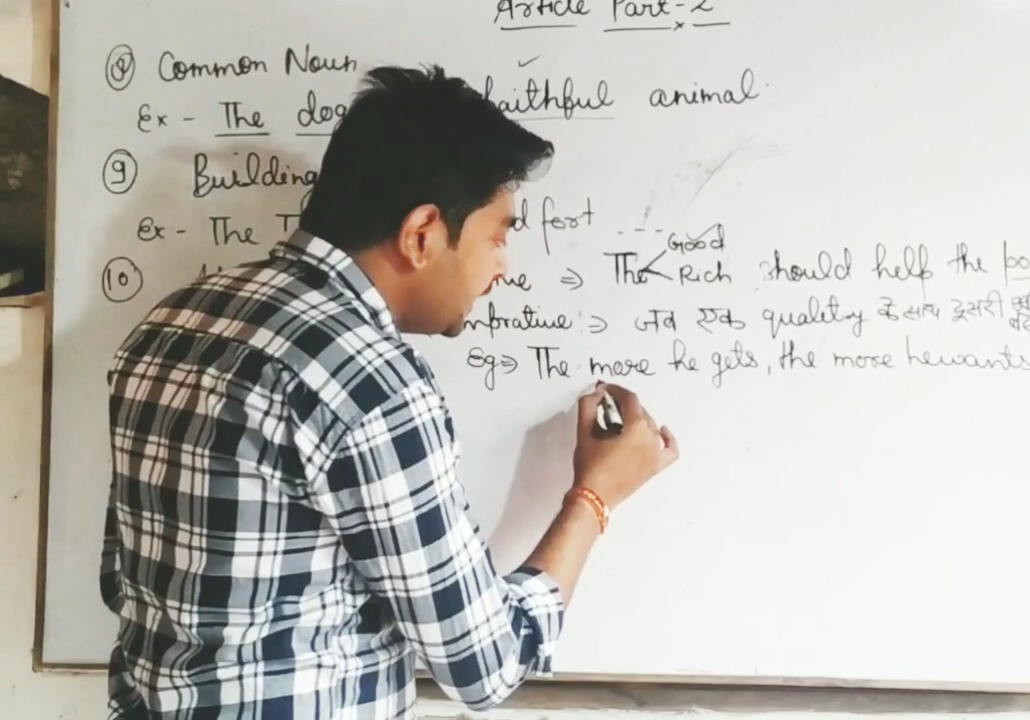 Article Part-2
8 Common Noun
Ex - The dog faithful animal.
9 Building
Ex - The T d fort ----
Good
10 me ⇒ The Rich should help the po
mprative :⇒ जब एक quality के साथ दूसरी
Eg ⇒ The more he gets, the more he wants